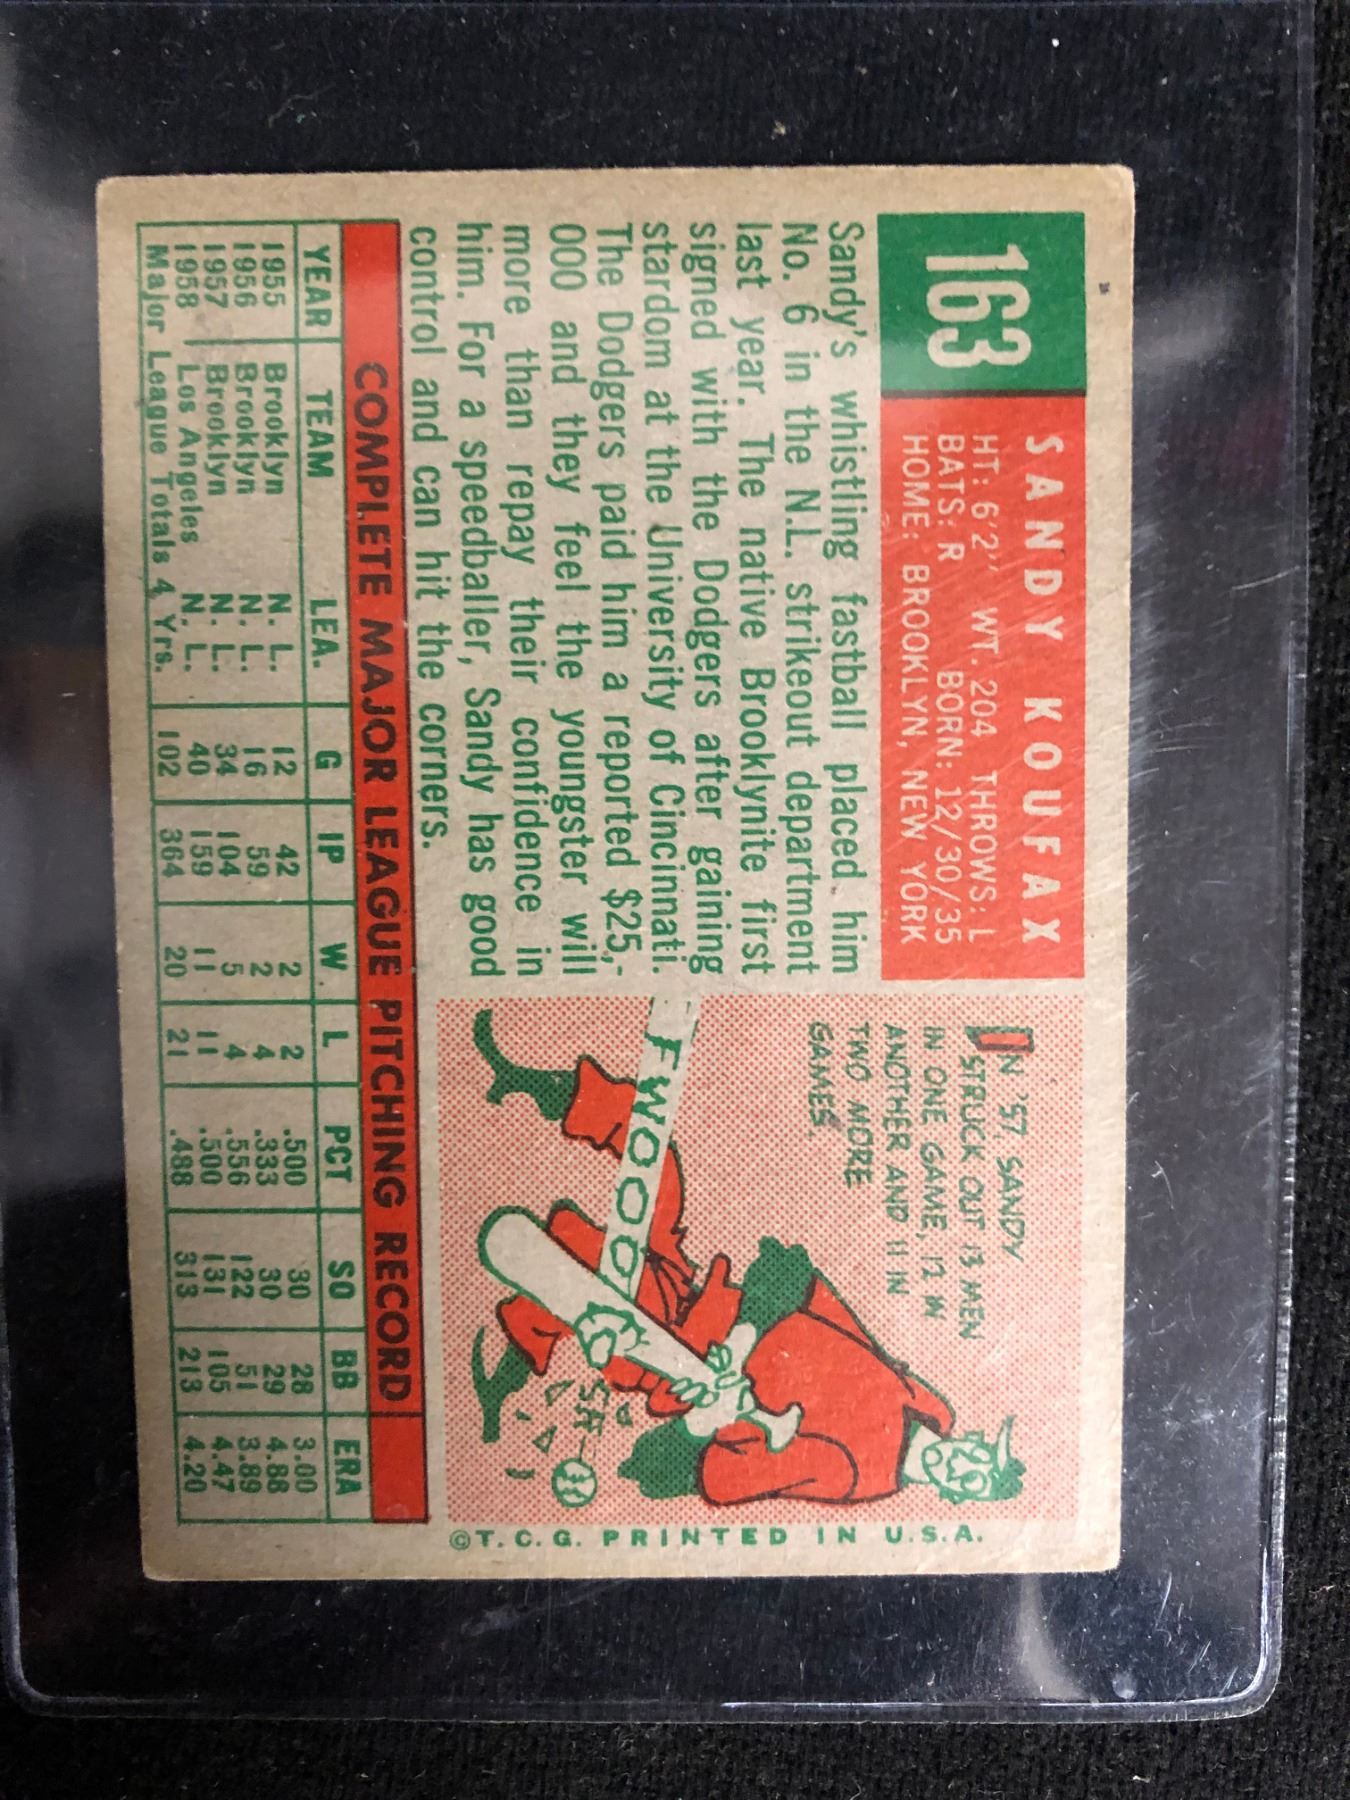 163
SANDY KOUFAX
HT: 6'2" WT. 204 THROWS: L
BATS: R BORN: 12/30/35
HOME: BROOKLYN, NEW YORK
Sandy's whistling fastball placed him
No. 6 in the N.L. strikeout department
last year. The native Brooklynite first
signed with the Dodgers after gaining
stardom at the University of Cincinnati.
The Dodgers paid him a reported $25,-
000 and they feel the youngster will
more than repay their confidence in
him. For a speedballer, Sandy has good
control and can hit the corners.
IN '57, SANDY
STRUCK OUT 13 MEN
IN ONE GAME, 12 IN
ANOTHER AND 11 IN
TWO MORE
GAMES.
FWOOO
©T.C.G. PRINTED IN U.S.A.
COMPLETE MAJOR LEAGUE PITCHING RECORD
YEAR TEAM LEA. G IP W L PCT SO BB ERA
1955 Brooklyn N. L. 12 42 2 2 .500 30 28 3.00
1956 Brooklyn N. L. 16 59 2 4 .333 30 29 4.88
1957 Brooklyn N. L. 34 104 5 4 .556 122 51 3.89
1958 Los Angeles N. L. 40 159 11 11 .500 131 105 4.47
Major League Totals 4 Yrs. 102 364 20 21 .488 313 213 4.20